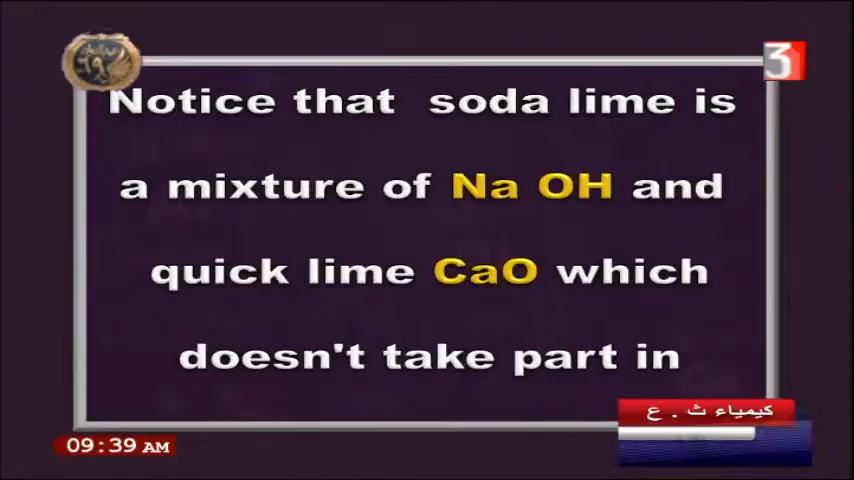 3
Notice that soda lime is
a mixture of Na OH and
quick lime CaO which
doesn't take part in
كيمياء ث . ع
09:39 AM